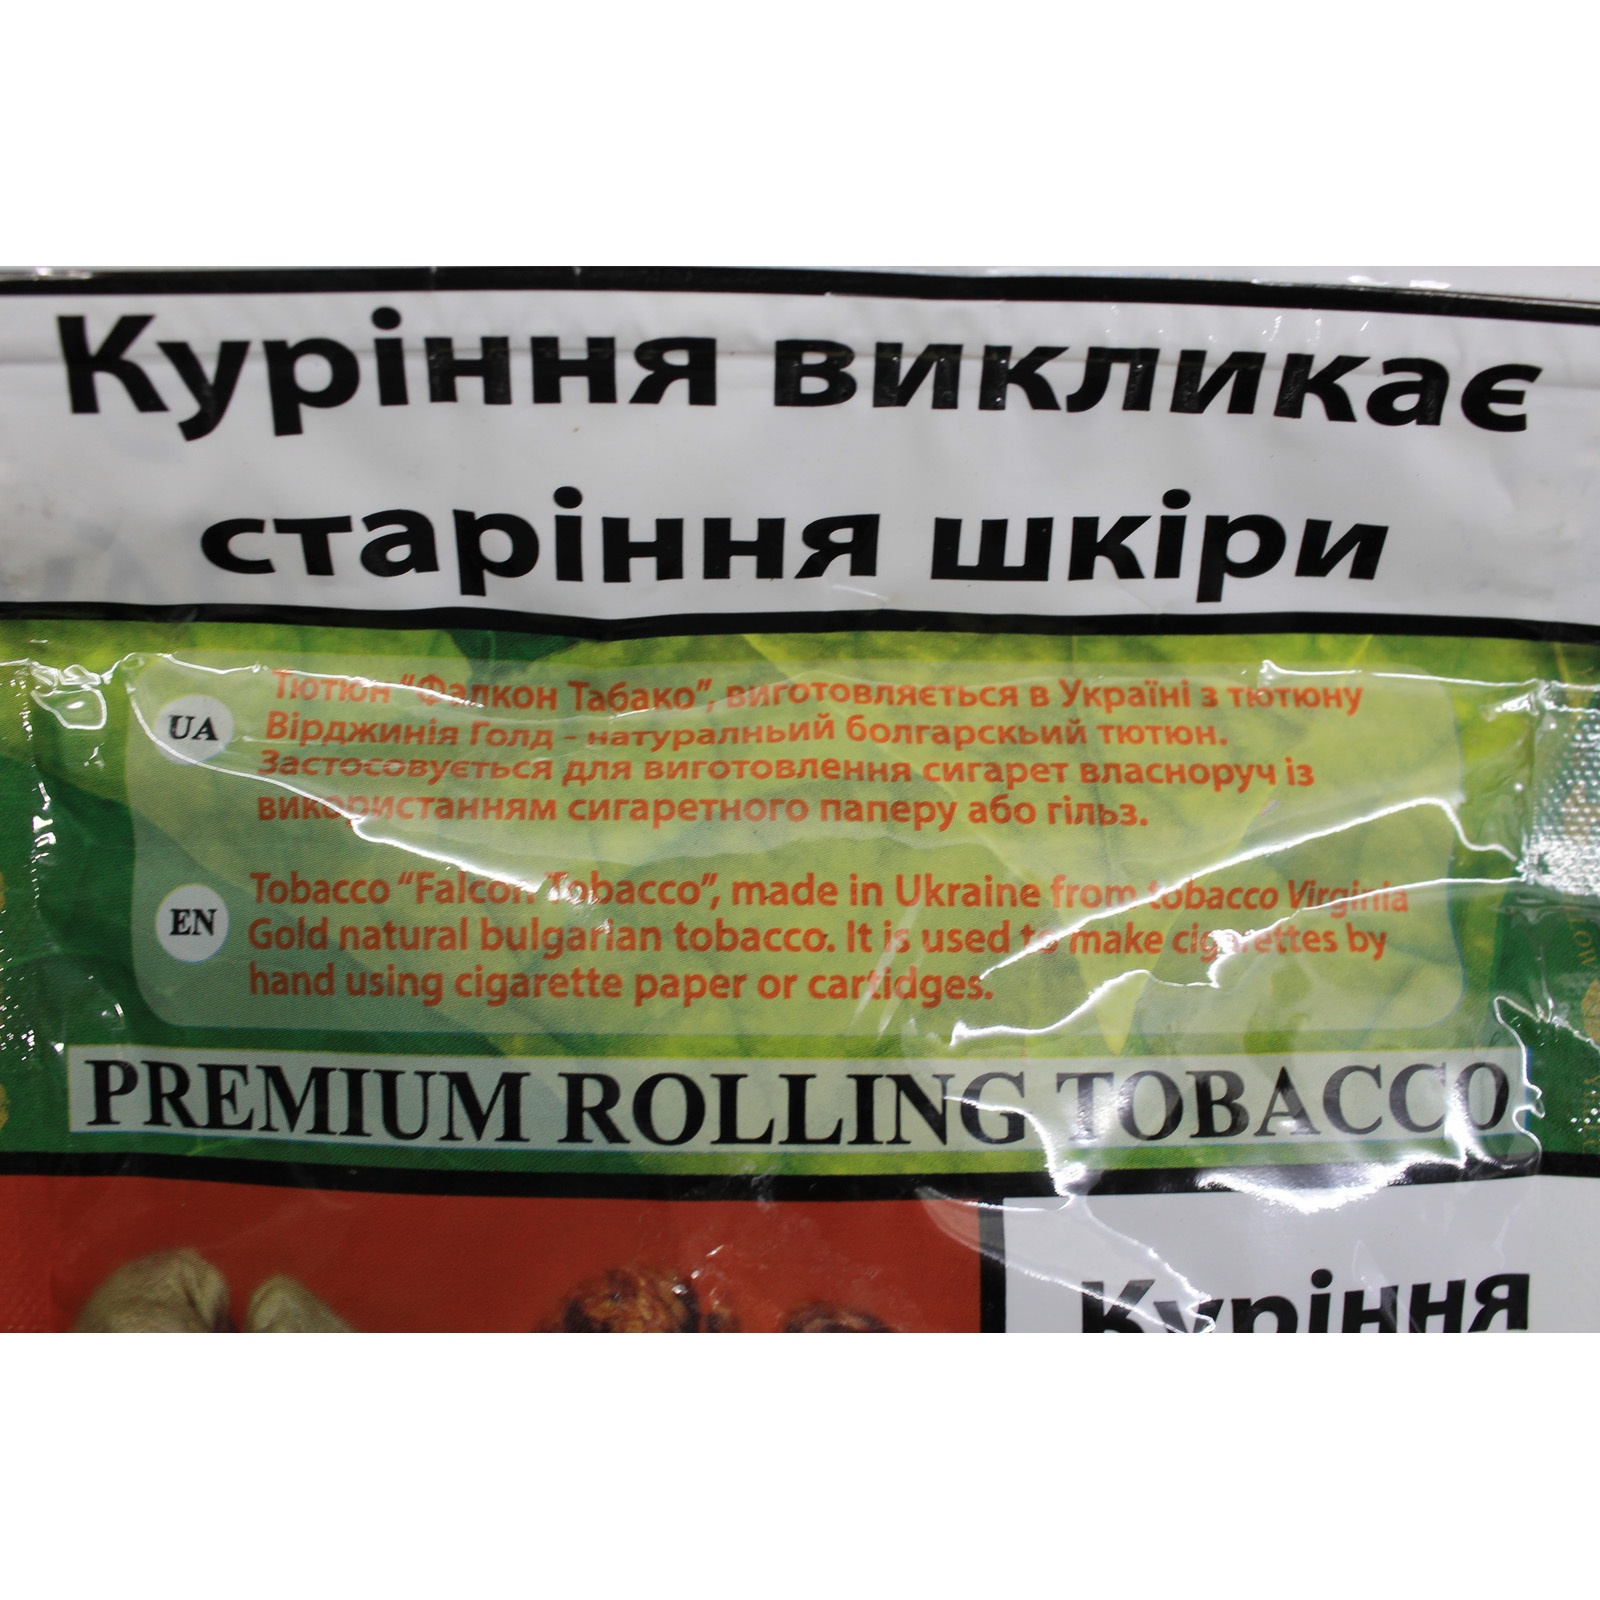 Куріння викликає
старіння шкіри
UA
Тютюн “Фалкон Табако”, виготовляється в Україні з тютюну
Вірджинія Голд - натуралньий болгарскьий тютюн.
Застосовується для виготовлення сигарет власноруч із
використанням сигаретного паперу або гільз.
EN
Tobacco “Falcon Tobacco”, made in Ukraine from tobacco Virginia
Gold natural bulgarian tobacco. It is used to make cigarettes by
hand using cigarette paper or cartidges.
PREMIUM ROLLING TOBACCO
Куріння